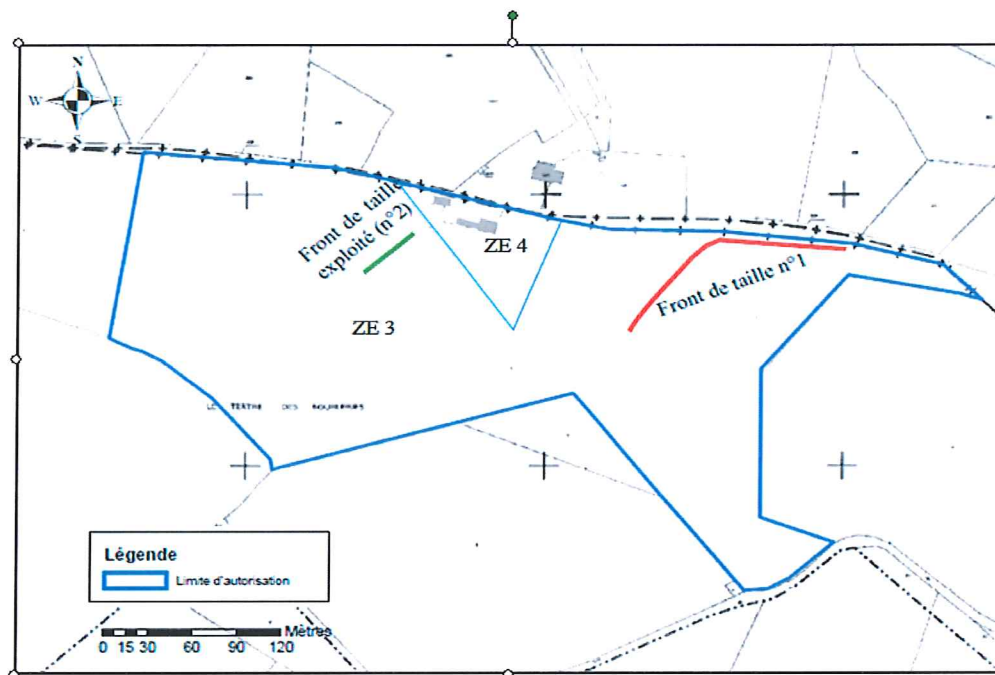 N
W E
S
Front de taille
exploité (n°2)
ZE 4
Front de taille n°1
ZE 3
LE TERTRE DES
Légende
Limite d'autorisation
Mètres
0 15 30 60 90 120